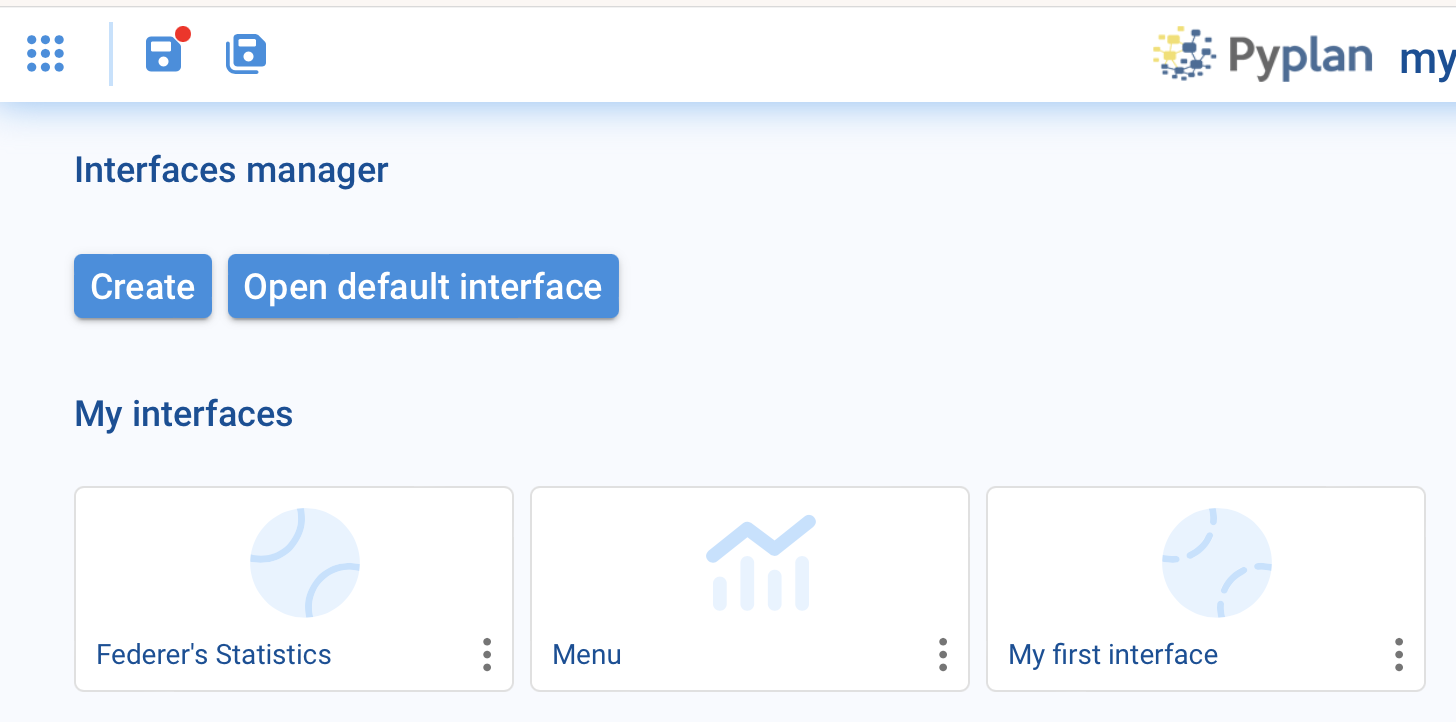 Pyplan my
Interfaces manager
Create Open default interface
My interfaces
Federer's Statistics Menu My first interface